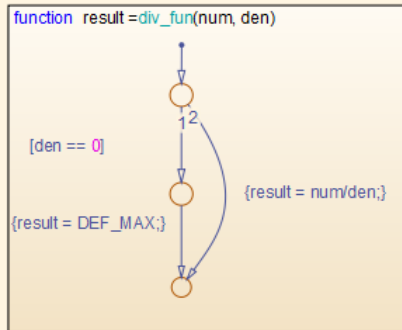 function result =div_fun(num, den)
1 2
[den == 0]
{result = num/den;}
{result = DEF_MAX;}